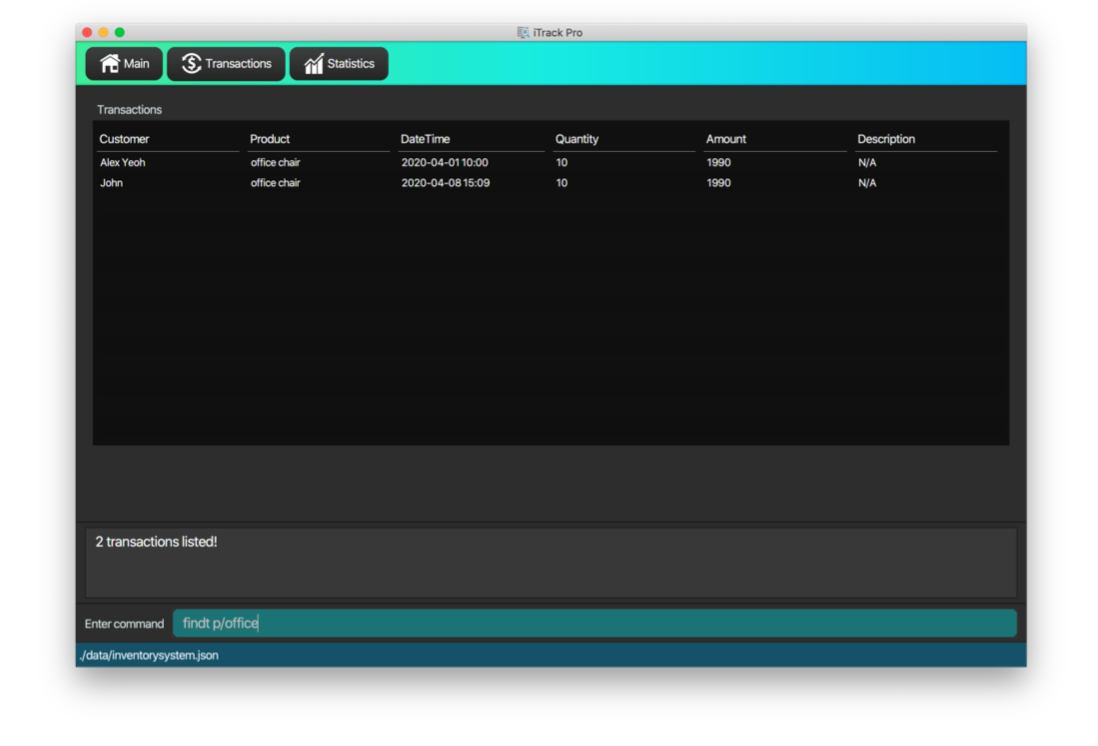 iTrack Pro
Main Transactions Statistics
Transactions
Customer Product DateTime Quantity Amount Description
Alex Yeoh office chair 2020-04-01 10:00 10 1990 N/A
John office chair 2020-04-08 15:09 10 1990 N/A
2 transactions listed!
Enter command findt p/office
./data/inventorysystem.json